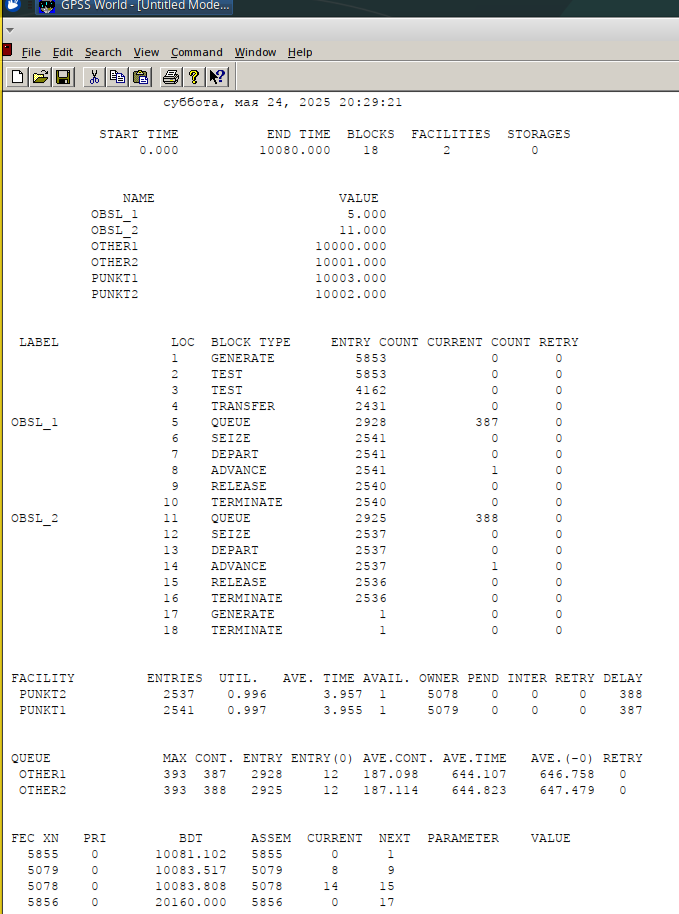 GPSS World - [Untitled Mode...
File Edit Search View Command Window Help
суббота, мая 24, 2025 20:29:21
START TIME END TIME BLOCKS FACILITIES STORAGES
0.000 10080.000 18 2 0
NAME VALUE
OBSL_1 5.000
OBSL_2 11.000
OTHER1 10000.000
OTHER2 10001.000
PUNKT1 10003.000
PUNKT2 10002.000
LABEL LOC BLOCK TYPE ENTRY COUNT CURRENT COUNT RETRY
1 GENERATE 5853 0 0
2 TEST 5853 0 0
3 TEST 4162 0 0
4 TRANSFER 2431 0 0
OBSL_1 5 QUEUE 2928 387 0
6 SEIZE 2541 0 0
7 DEPART 2541 0 0
8 ADVANCE 2541 1 0
9 RELEASE 2540 0 0
10 TERMINATE 2540 0 0
OBSL_2 11 QUEUE 2925 388 0
12 SEIZE 2537 0 0
13 DEPART 2537 0 0
14 ADVANCE 2537 1 0
15 RELEASE 2536 0 0
16 TERMINATE 2536 0 0
17 GENERATE 1 0 0
18 TERMINATE 1 0 0
FACILITY ENTRIES UTIL. AVE. TIME AVAIL. OWNER PEND INTER RETRY DELAY
PUNKT2 2537 0.996 3.957 1 5078 0 0 0 388
PUNKT1 2541 0.997 3.955 1 5079 0 0 0 387
QUEUE MAX CONT. ENTRY ENTRY(0) AVE.CONT. AVE.TIME AVE.(-0) RETRY
OTHER1 393 387 2928 12 187.098 644.107 646.758 0
OTHER2 393 388 2925 12 187.114 644.823 647.479 0
FEC XN PRI BDT ASSEM CURRENT NEXT PARAMETER VALUE
5855 0 10081.102 5855 0 1
5079 0 10083.517 5079 8 9
5078 0 10083.808 5078 14 15
5856 0 20160.000 5856 0 17